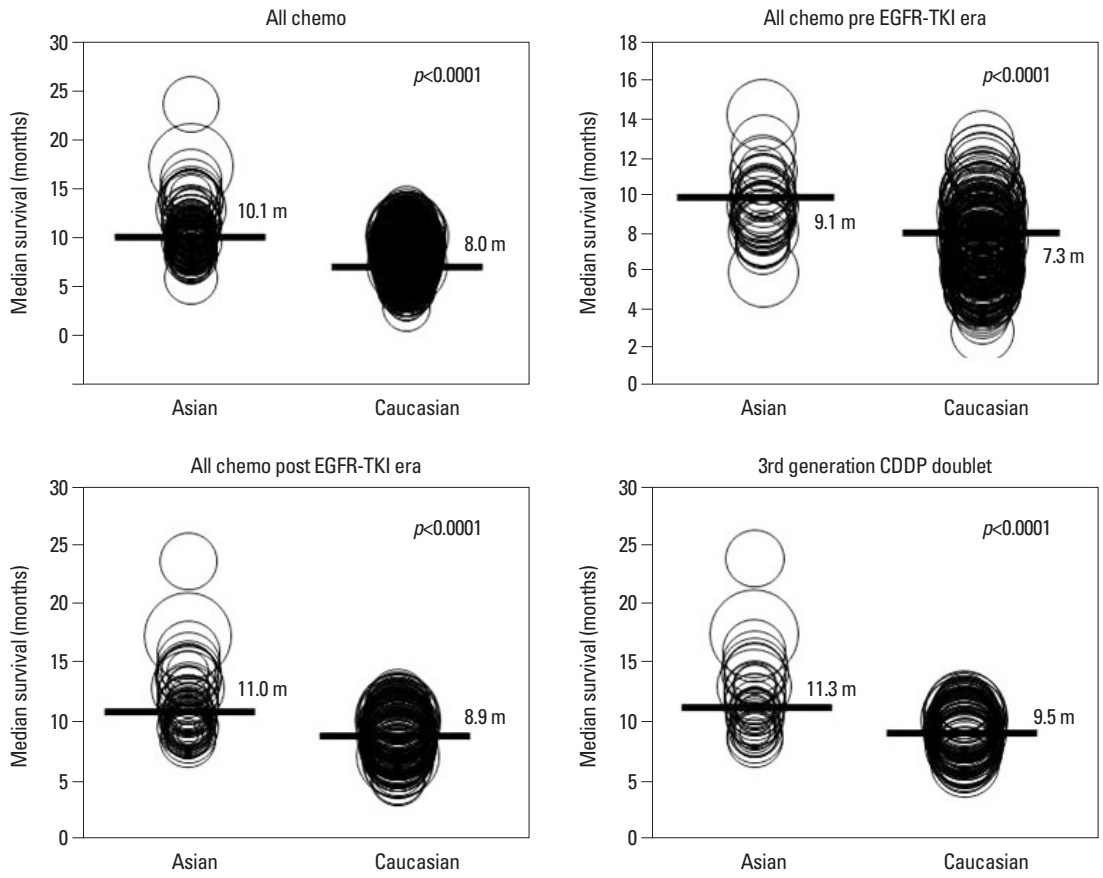 All chemo
30
25
20
15
10
5
0
Median survival (months)
p<0.0001
10.1 m
8.0 m
Asian
Caucasian
All chemo pre EGFR-TKI era
18
16
14
12
10
8
6
4
2
0
Median survival (months)
p<0.0001
9.1 m
7.3 m
Asian
Caucasian
All chemo post EGFR-TKI era
30
25
20
15
10
5
0
Median survival (months)
p<0.0001
11.0 m
8.9 m
Asian
Caucasian
3rd generation CDDP doublet
30
25
20
15
10
5
0
Median survival (months)
p<0.0001
11.3 m
9.5 m
Asian
Caucasian